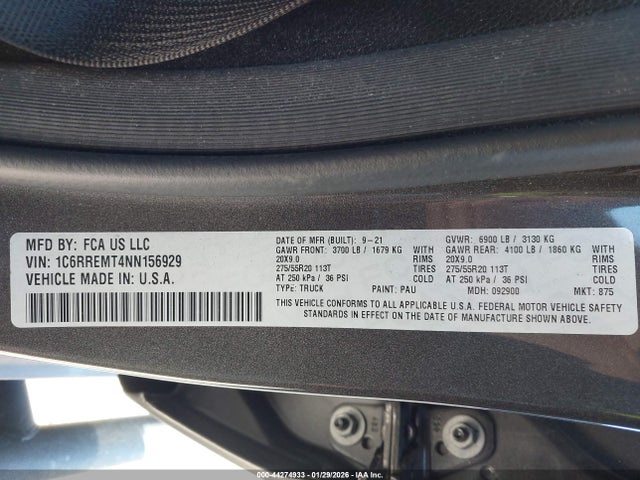 MFD BY: FCA US LLC
VIN: 1C6RREMT4NN156929
VEHICLE MADE IN U.S.A.
DATE OF MFR (BUILT): 9-21
GAWR FRONT: 3700 LB / 1679 KG WITH
20X9.0 RIMS
275/55R20 113T TIRES
AT 250 kPa / 36 PSI COLD
TYPE: TRUCK PAINT: PAU
GVWR: 6900 LB / 3130 KG
GAWR REAR: 4100 LB / 1860 KG WITH
20X9.0 RIMS
275/55R20 113T TIRES
AT 250 kPa / 36 PSI COLD
MDH: 092900 MKT: 875
THIS VEHICLE CONFORMS TO ALL APPLICABLE U.S.A. FEDERAL MOTOR VEHICLE SAFETY
STANDARDS IN EFFECT ON THE DATE OF MANUFACTURE SHOWN ABOVE.
000-44274933 - 01/29/2026 - IAA, Inc.